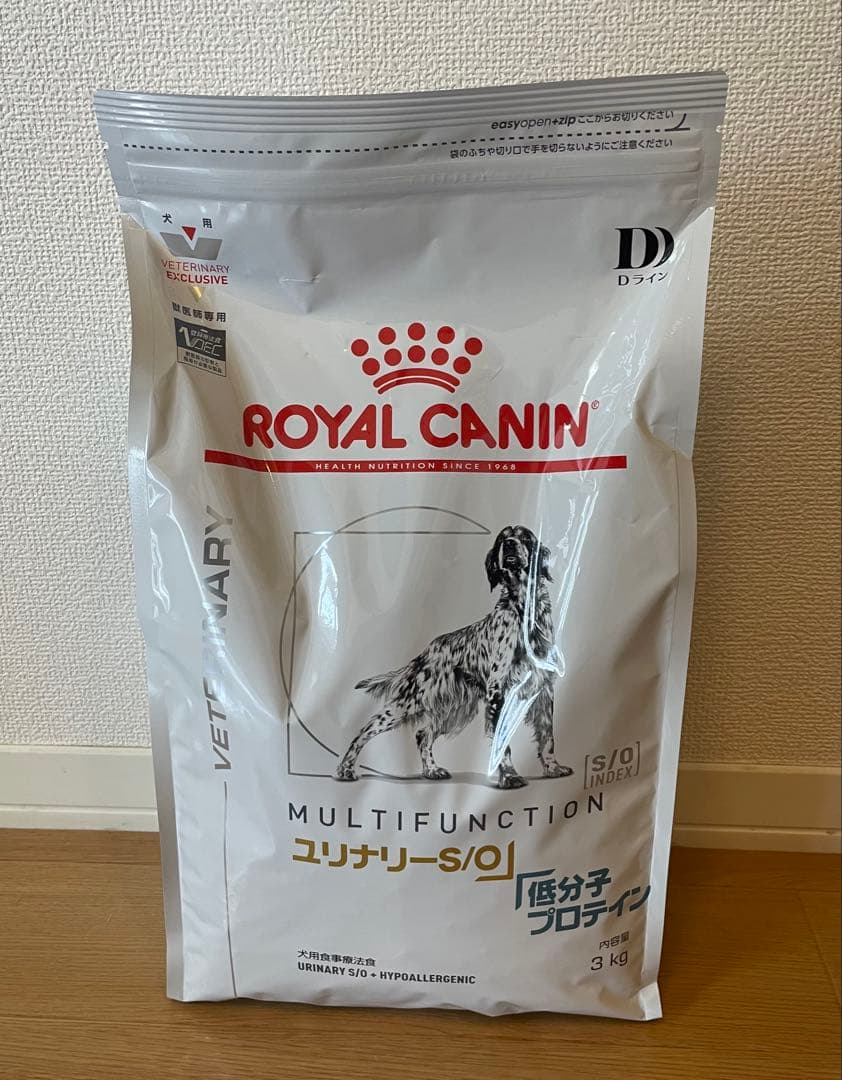 easyopen+zip ここからお切りください
袋のふちや切り口で手を切らないようにご注意ください
犬用
VETERINARY
EXCLUSIVE
獣医師専用
DD
Dライン
ROYAL CANIN®
HEALTH NUTRITION SINCE 1968
VETERINARY
[S/O
INDEX]
MULTIFUNCTION
ユリナリーS/O」
「低分子
プロテイン
内容量
3 kg
犬用食事療法食
URINARY S/O + HYPOALLERGENIC